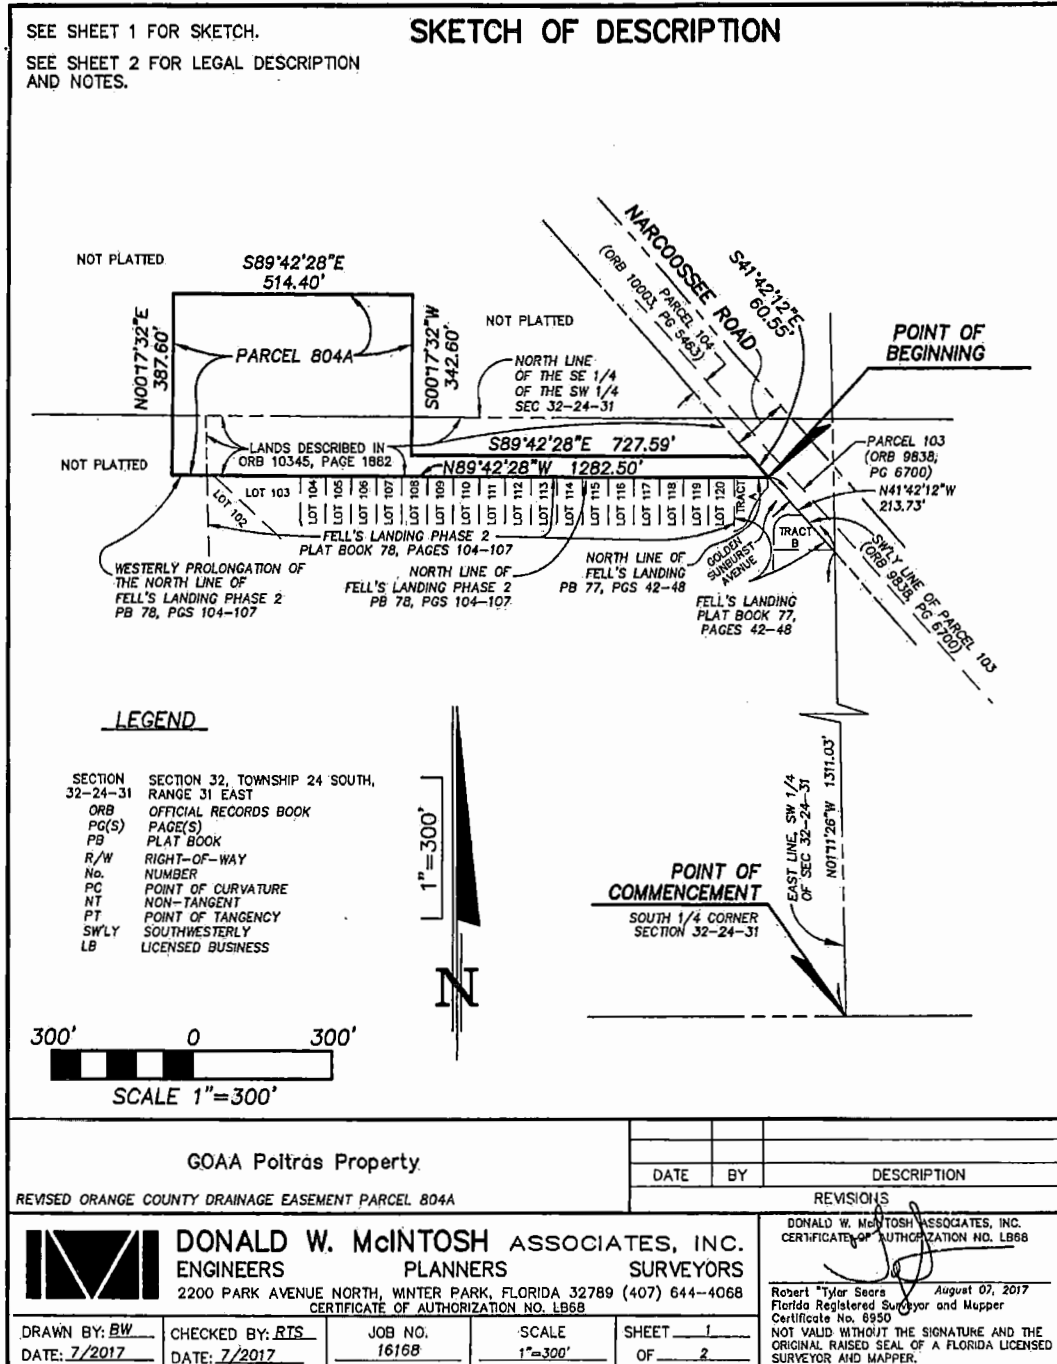 SEE SHEET 1 FOR SKETCH.
SEE SHEET 2 FOR LEGAL DESCRIPTION
AND NOTES.
SKETCH OF DESCRIPTION
NOT PLATTED
S89°42'28"E
514.40'
N00°17'32"E
387.60'
PARCEL 804A
S00°17'32"W
342.60'
NOT PLATTED
NORTH LINE
OF THE SE 1/4
OF THE SW 1/4
SEC 32-24-31
NARCOOSSEE ROAD
(ORB 10003, PG 5463)
PARCEL 104
S41°42'12"E
60.55'
POINT OF
BEGINNING
NOT PLATTED
LANDS DESCRIBED IN
ORB 10345, PAGE 1882
S89°42'28"E 727.59'
N89°42'28"W 1282.50'
PARCEL 103
(ORB 9838,
PG 6700)
N41°42'12"W
213.73'
LOT 102
LOT 103
LOT 104
LOT 105
LOT 106
LOT 107
LOT 108
LOT 109
LOT 110
LOT 111
LOT 112
LOT 113
LOT 114
LOT 115
LOT 116
LOT 117
LOT 118
LOT 119
LOT 120
TRACT
A
FELL'S LANDING PHASE 2
PLAT BOOK 78, PAGES 104-107
GOLDEN
SUNBURST
AVENUE
TRACT
B
SW'LY LINE OF PARCEL 103
(ORB 9838, PG 6700)
WESTERLY PROLONGATION OF
THE NORTH LINE OF
FELL'S LANDING PHASE 2
PB 78, PGS 104-107
NORTH LINE OF
FELL'S LANDING PHASE 2
PB 78, PGS 104-107
NORTH LINE OF
FELL'S LANDING
PB 77, PGS 42-48
FELL'S LANDING
PLAT BOOK 77,
PAGES 42-48
LEGEND
SECTION 32-24-31 SECTION 32, TOWNSHIP 24 SOUTH, RANGE 31 EAST
ORB OFFICIAL RECORDS BOOK
PG(S) PAGE(S)
PB PLAT BOOK
R/W RIGHT-OF-WAY
No. NUMBER
PC POINT OF CURVATURE
NT NON-TANGENT
PT POINT OF TANGENCY
SW'LY SOUTHWESTERLY
LB LICENSED BUSINESS
1"=300'
N
EAST LINE, SW 1/4
OF SEC 32-24-31
N01°11'26"W 1311.03'
POINT OF
COMMENCEMENT
SOUTH 1/4 CORNER
SECTION 32-24-31
300' 0 300'
SCALE 1"=300'
GOAA Poitras Property
REVISED ORANGE COUNTY DRAINAGE EASEMENT PARCEL 804A
DATE BY DESCRIPTION
REVISIONS
DONALD W. McINTOSH ASSOCIATES, INC.
ENGINEERS PLANNERS SURVEYORS
2200 PARK AVENUE NORTH, WINTER PARK, FLORIDA 32789 (407) 644-4068
CERTIFICATE OF AUTHORIZATION NO. LB68
DONALD W. McINTOSH ASSOCIATES, INC.
CERTIFICATE OF AUTHORIZATION NO. LB68
Robert Tyler Sears August 07, 2017
Florida Registered Surveyor and Mapper
Certificate No. 6950
NOT VALID WITHOUT THE SIGNATURE AND THE
ORIGINAL RAISED SEAL OF A FLORIDA LICENSED
SURVEYOR AND MAPPER.
DRAWN BY: BW
DATE: 7/2017
CHECKED BY: RTS
DATE: 7/2017
JOB NO.
16168
SCALE
1"=300'
SHEET 1
OF 2